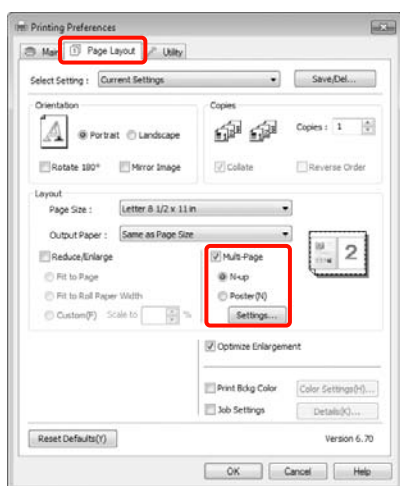 Printing Preferences
Main Page Layout Utility
Select Setting : Current Settings Save/Del...
Orientation Copies
Portrait Landscape Copies : 1
Rotate 180° Mirror Image Collate Reverse Order
Layout
Page Size : Letter 8 1/2 x 11 in
Output Paper : Same as Page Size
Reduce/Enlarge Multi-Page
Fit to Page N-up
Fit to Roll Paper Width Poster(N)
Custom(F) Scale to % Settings...
2
Optimize Enlargement
Print Bckg Color Color Settings(H)...
Job Settings Details(K)...
Reset Defaults(Y) Version 6.70
OK Cancel Help